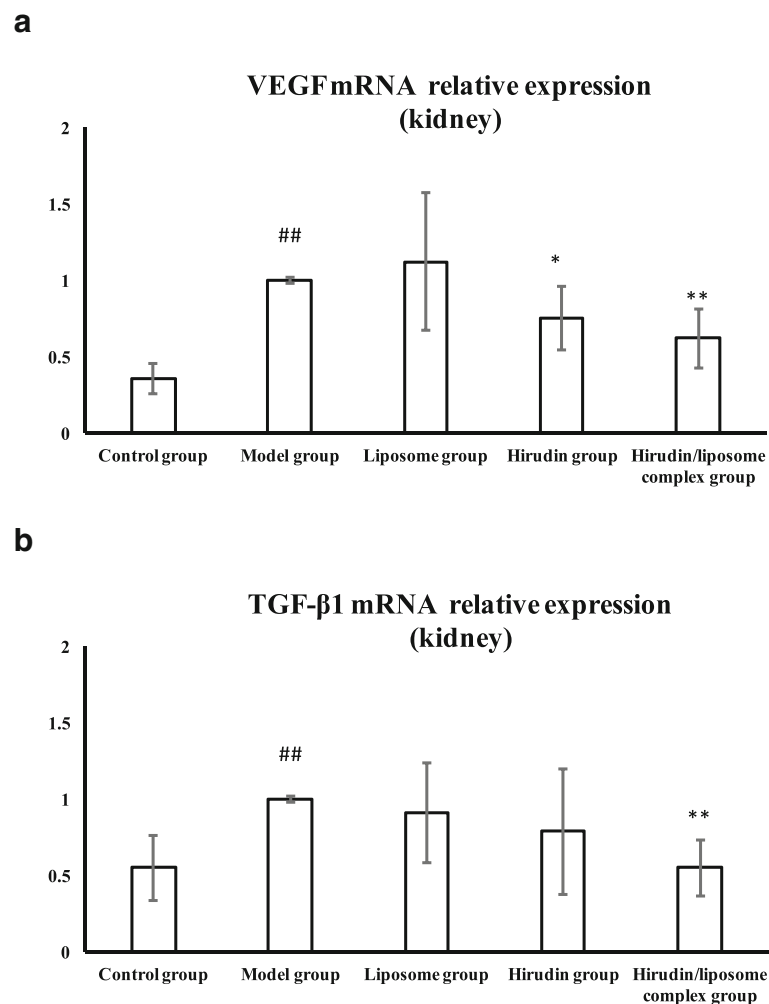 a
VEGFmRNA relative expression
(kidney)
2
1.5
1
0.5
0
##
*
**
Control group
Model group
Liposome group
Hirudin group
Hirudin/liposome
complex group
b
TGF-β1 mRNA relative expression
(kidney)
2
1.5
1
0.5
0
##
**
Control group
Model group
Liposome group
Hirudin group
Hirudin/liposome
complex group